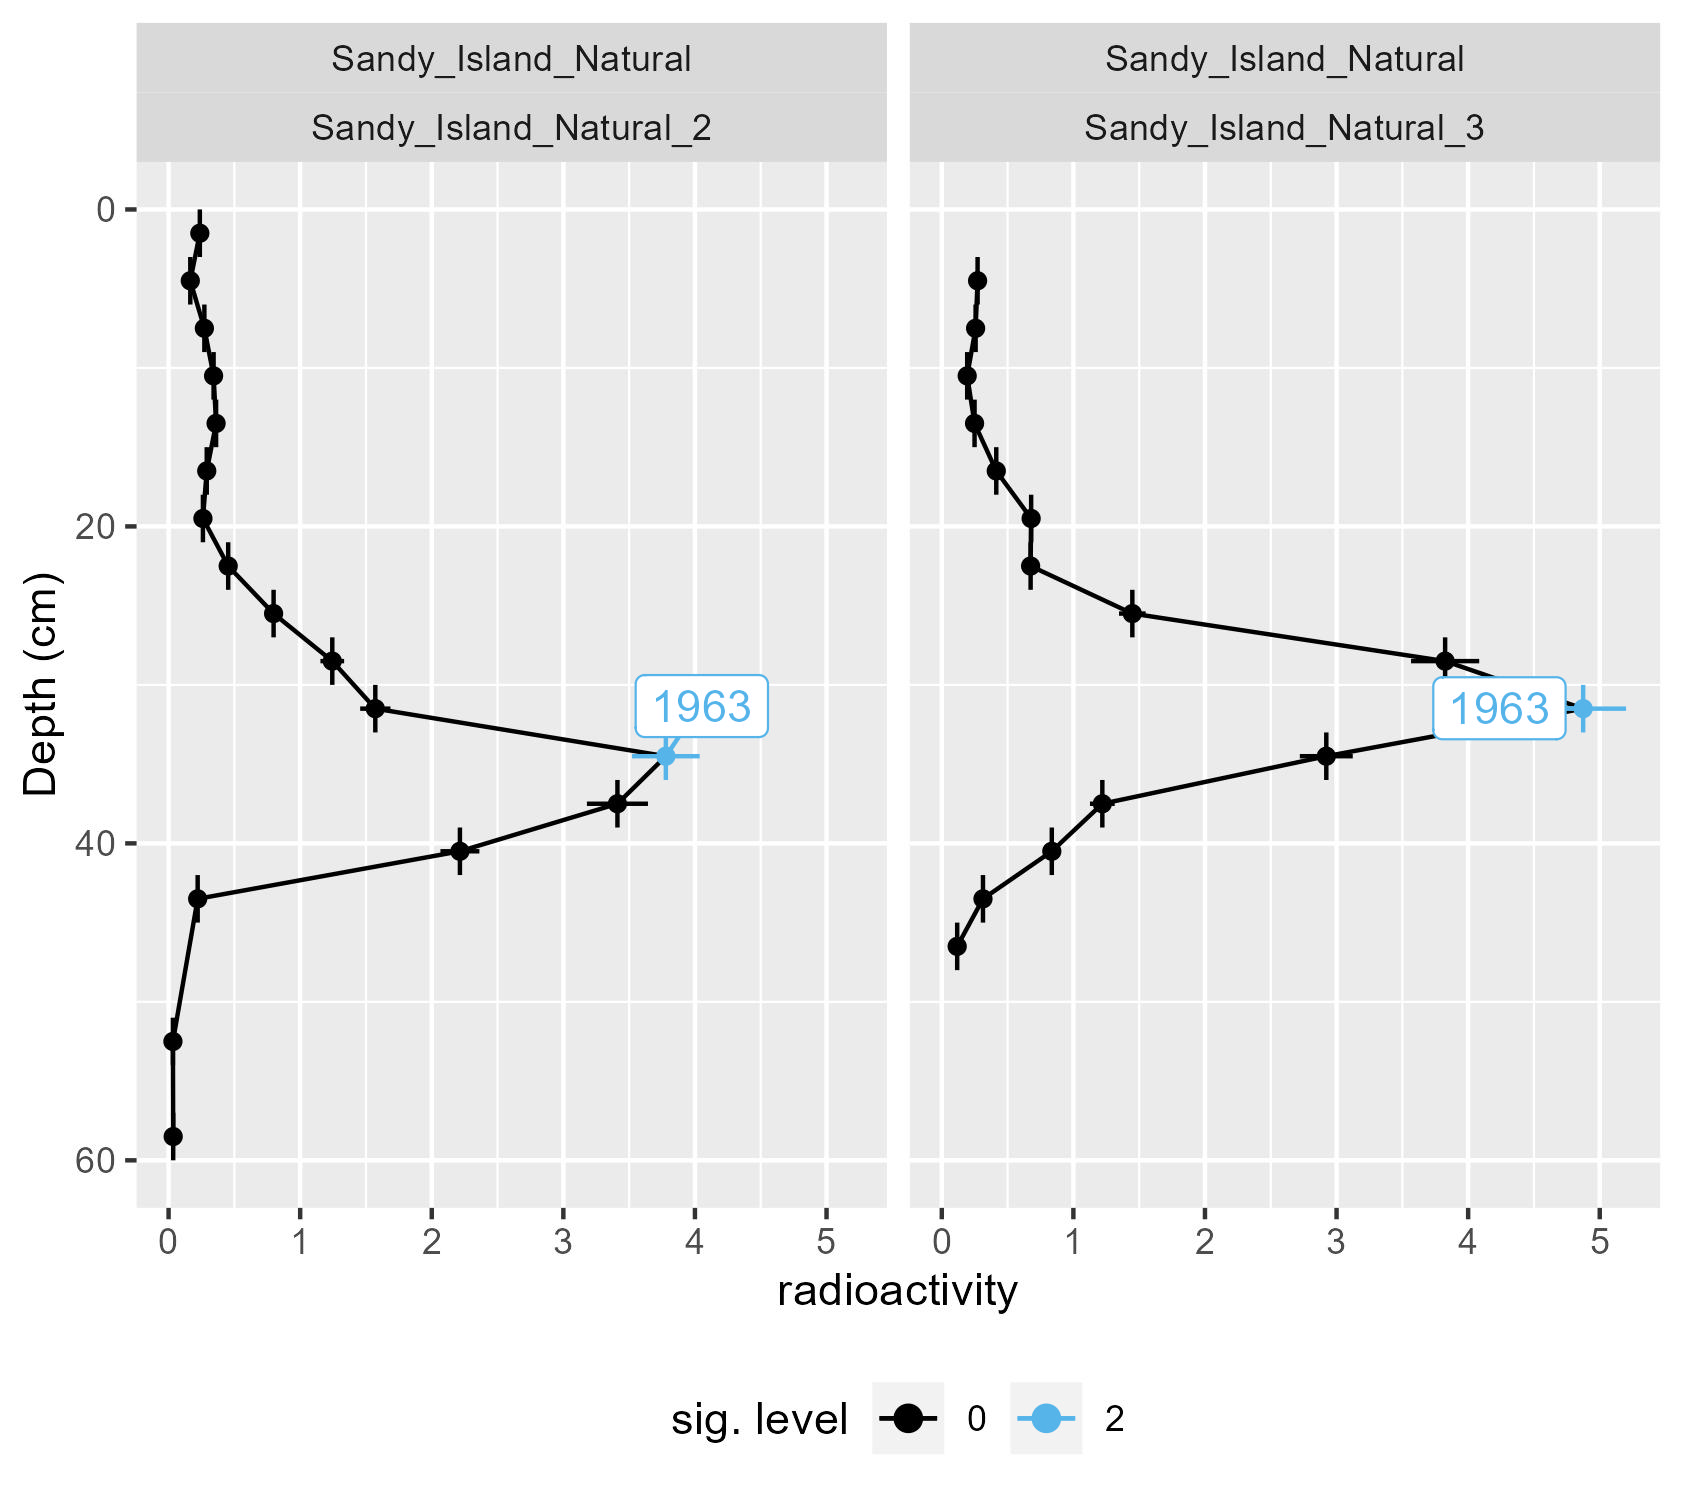 Sandy_Island_Natural
Sandy_Island_Natural
Sandy_Island_Natural_2
Sandy_Island_Natural_3
0
20
40
60
Depth (cm)
1963
1963
0 1 2 3 4 5
0 1 2 3 4 5
radioactivity
sig. level 0 2